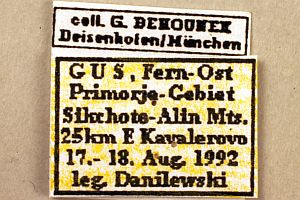 coll. G. BEHOUNEK
Deisenhofen/München
GUS, Fern-Ost
Primorje-Gebiet
Sikchote-Alin Mts.
25km E Kavalerovo
17.- 18. Aug. 1992
leg. Danilewski